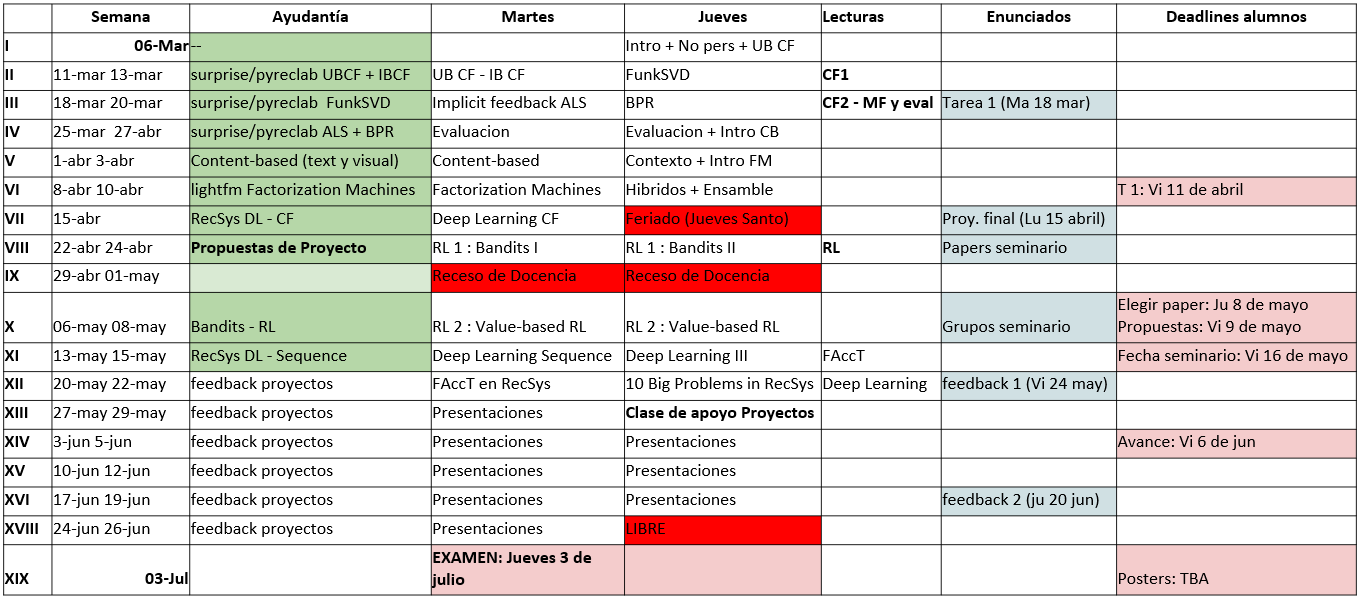 Semana Ayudantía Martes Jueves Lecturas Enunciados Deadlines alumnos
I 06-Mar -- Intro + No pers + UB CF
II 11-mar 13-mar surprise/pyreclab UBCF + IBCF UB CF - IB CF FunkSVD CF1
III 18-mar 20-mar surprise/pyreclab  FunkSVD Implicit feedback ALS BPR CF2 - MF y eval Tarea 1 (Ma 18 mar)
IV 25-mar  27-abr surprise/pyreclab ALS + BPR Evaluacion Evaluacion + Intro CB
V 1-abr 3-abr Content-based (text y visual) Content-based Contexto + Intro FM
VI 8-abr 10-abr lightfm Factorization Machines Factorization Machines Hibridos + Ensamble T 1: Vi 11 de abril
VII 15-abr RecSys DL - CF Deep Learning CF Feriado (Jueves Santo) Proy. final (Lu 15 abril)
VIII 22-abr 24-abr Propuestas de Proyecto RL 1 : Bandits I RL 1 : Bandits II RL Papers seminario
IX 29-abr 01-may Receso de Docencia Receso de Docencia
Elegir paper: Ju 8 de mayo
X 06-may 08-may Bandits - RL RL 2 : Value-based RL RL 2 : Value-based RL Grupos seminario Propuestas: Vi 9 de mayo
XI 13-may 15-may RecSys DL - Sequence Deep Learning Sequence Deep Learning III FAccT Fecha seminario: Vi 16 de mayo
XII 20-may 22-may feedback proyectos FAccT en RecSys 10 Big Problems in RecSys Deep Learning feedback 1 (Vi 24 may)
XIII 27-may 29-may feedback proyectos Presentaciones Clase de apoyo Proyectos
XIV 3-jun 5-jun feedback proyectos Presentaciones Presentaciones Avance: Vi 6 de jun
XV 10-jun 12-jun feedback proyectos Presentaciones Presentaciones
XVI 17-jun 19-jun feedback proyectos Presentaciones Presentaciones feedback 2 (ju 20 jun)
XVIII 24-jun 26-jun feedback proyectos Presentaciones LIBRE
EXAMEN: Jueves 3 de
XIX 03-Jul julio Posters: TBA